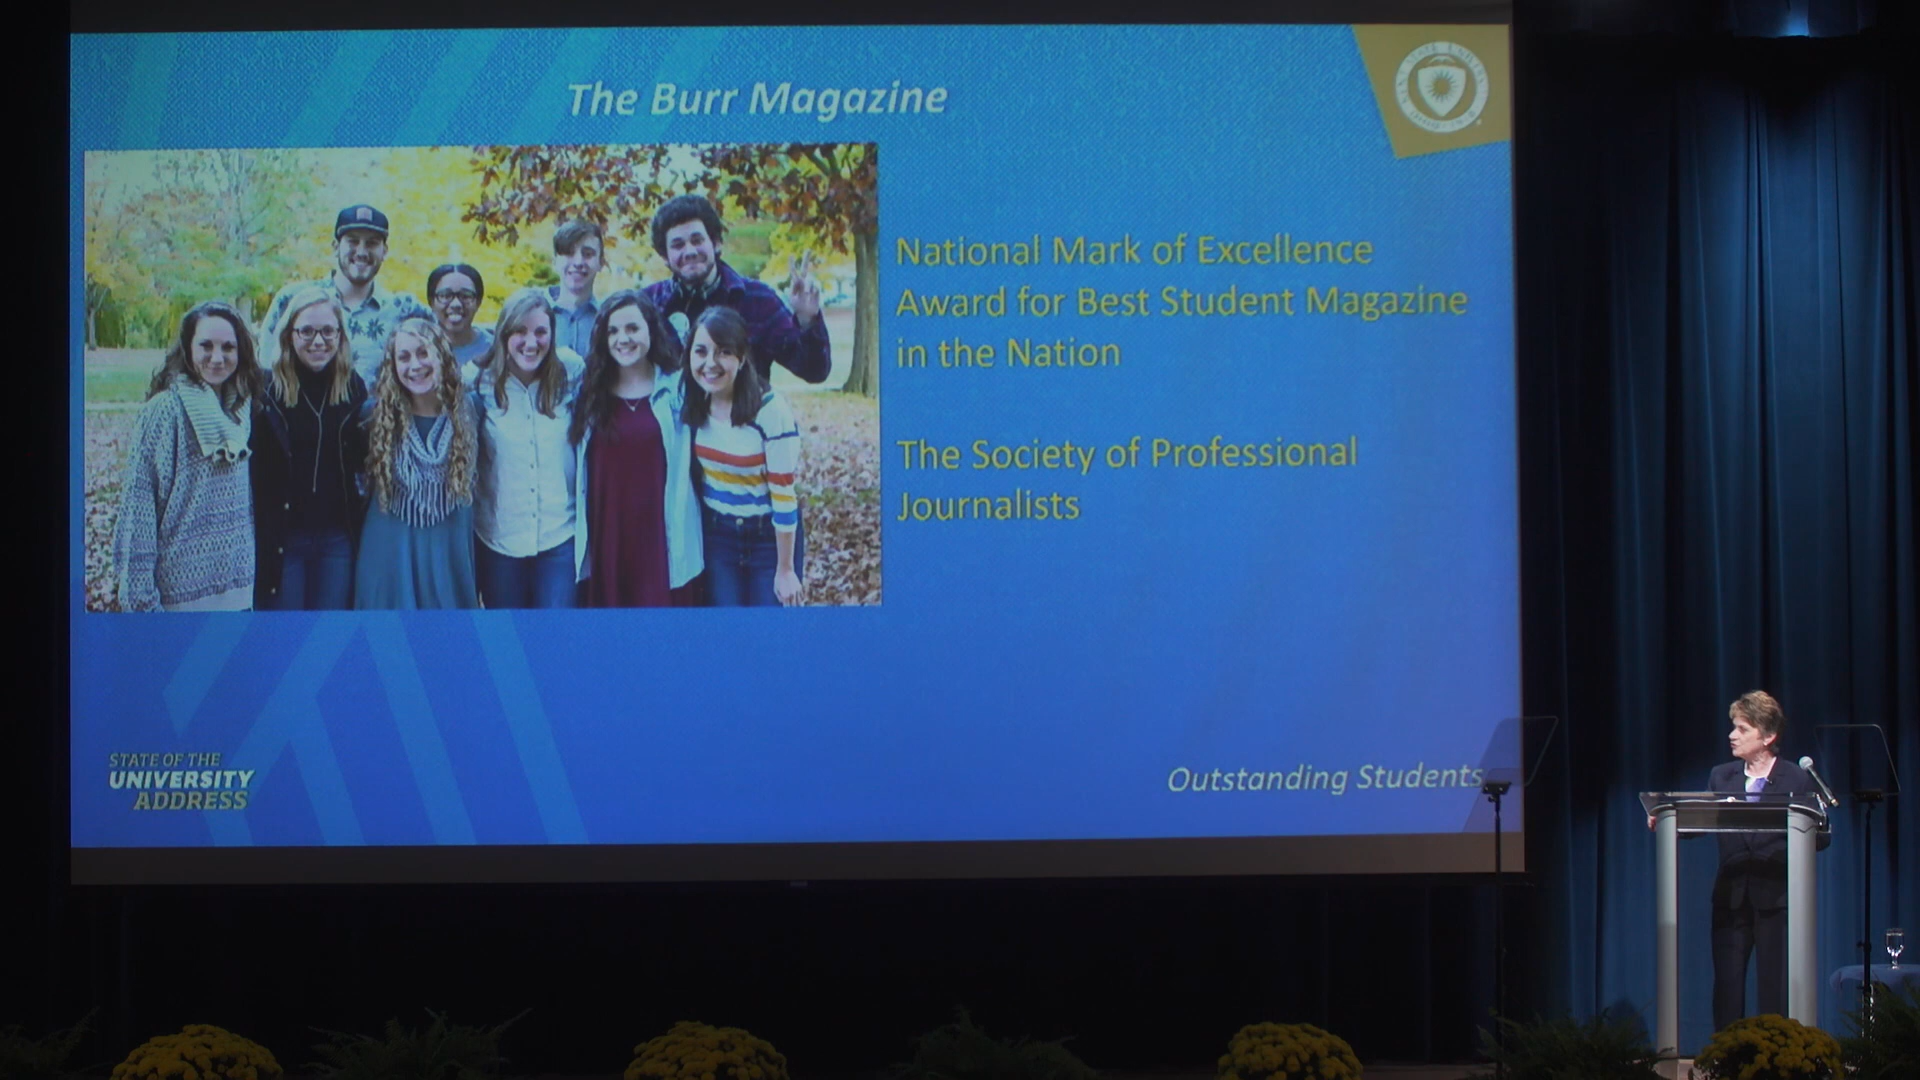 The Burr Magazine
National Mark of Excellence
Award for Best Student Magazine
in the Nation
The Society of Professional
Journalists
STATE OF THE
UNIVERSITY
ADDRESS
Outstanding Students